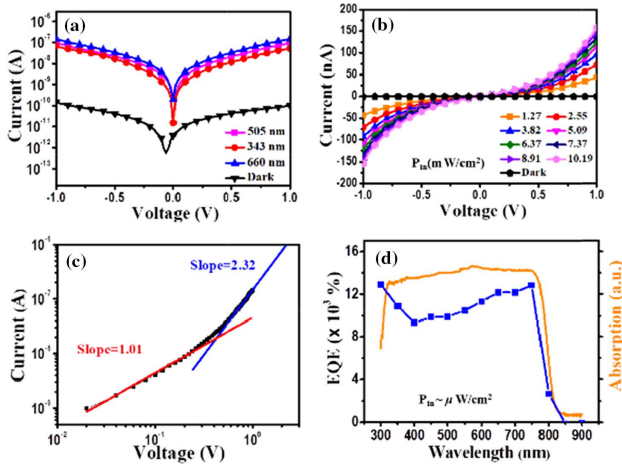 (a)
Current (A)
10-6
10-7
10-8
10-9
10-10
10-11
10-12
10-13
505 nm
343 nm
660 nm
Dark
-1.0 -0.5 0.0 0.5 1.0
Voltage (V)
(b)
Current (nA)
200
150
100
50
0
-50
-100
-150
-200
1.27 2.55
3.82 5.09
6.37 7.37
8.91 10.19
Dark
Pin(mW/cm2)
-1.0 -0.5 0.0 0.5 1.0
Voltage (V)
(c)
Current (A)
10-1
Slope=2.32
Slope=1.01
10-2 10-1 100
Voltage (V)
(d)
EQE (x 103 %)
16
12
8
4
0
Absorption (a.u.)
Pin~ μ W/cm2
300 400 500 600 700 800 900
Wavelength (nm)